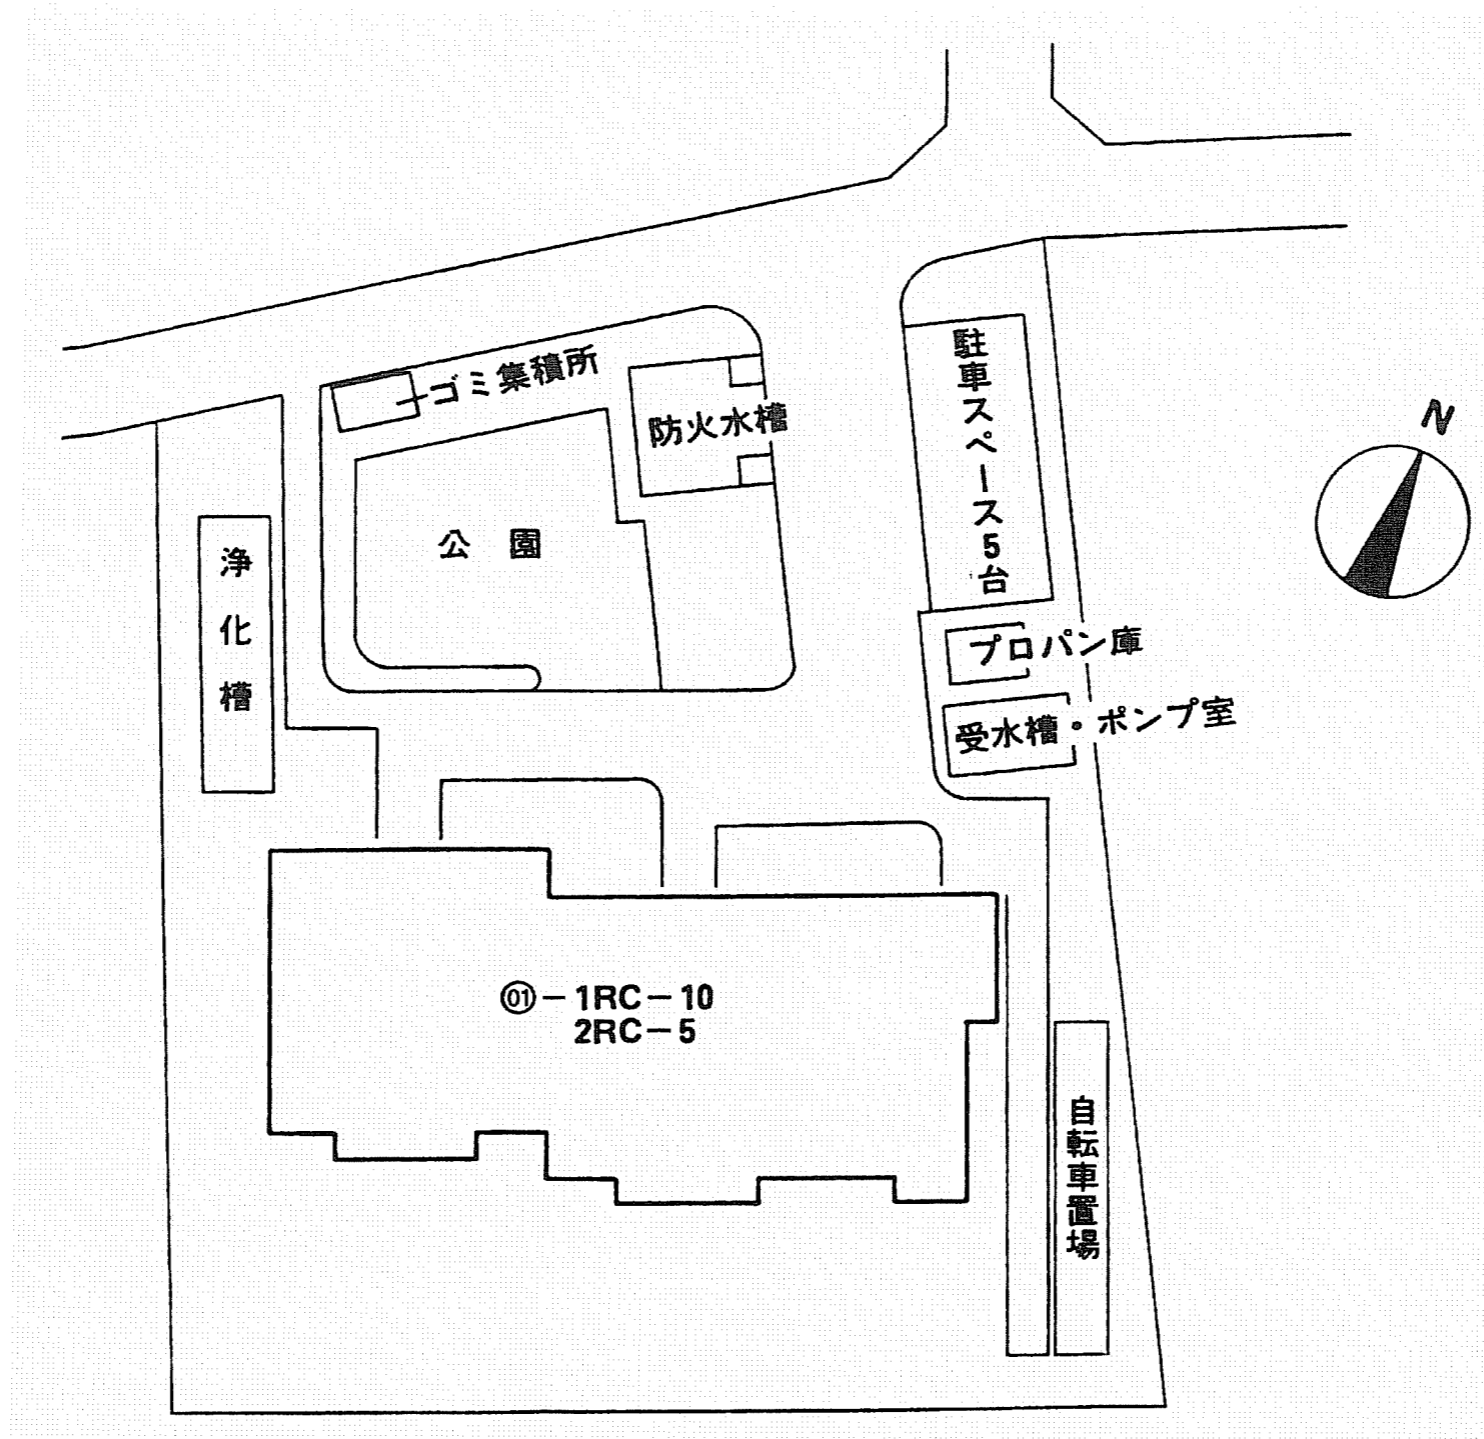 N
ゴミ集積所
防火水槽
駐車スペース5台
公園
浄化槽
プロパン庫
受水槽・ポンプ室
01-1RC-10
2RC-5
自転車置場